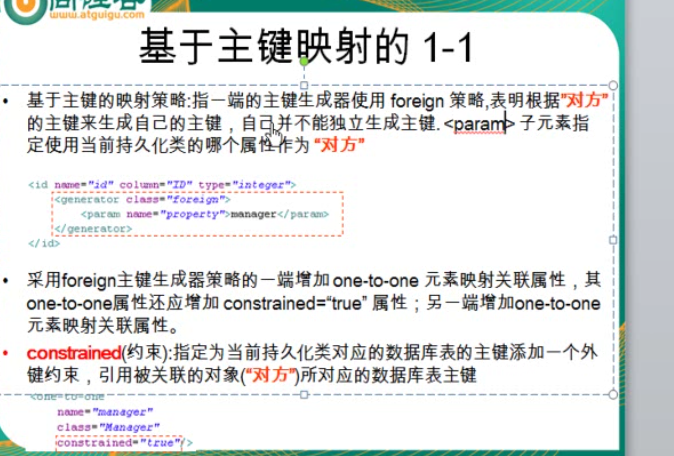 www.atguigu.com
基于主键映射的 1-1
• 基于主键的映射策略:指一端的主键生成器使用 foreign 策略,表明根据"对方"
的主键来生成自己的主键，自己并不能独立生成主键. <param> 子元素指
定使用当前持久化类的哪个属性作为 “对方”
<id name="id" column="ID" type="integer">
<generator class="foreign">
<param name="property">manager</param>
</generator>
</id>
• 采用foreign主键生成器策略的一端增加 one-to-one 元素映射关联属性，其
one-to-one属性还应增加 constrained=“true” 属性；另一端增加one-to-one
元素映射关联属性。
• constrained(约束):指定为当前持久化类对应的数据库表的主键添加一个外
键约束，引用被关联的对象(“对方”)所对应的数据库表主键
<one-to-one
name="manager"
class="Manager"
constrained="true"/>